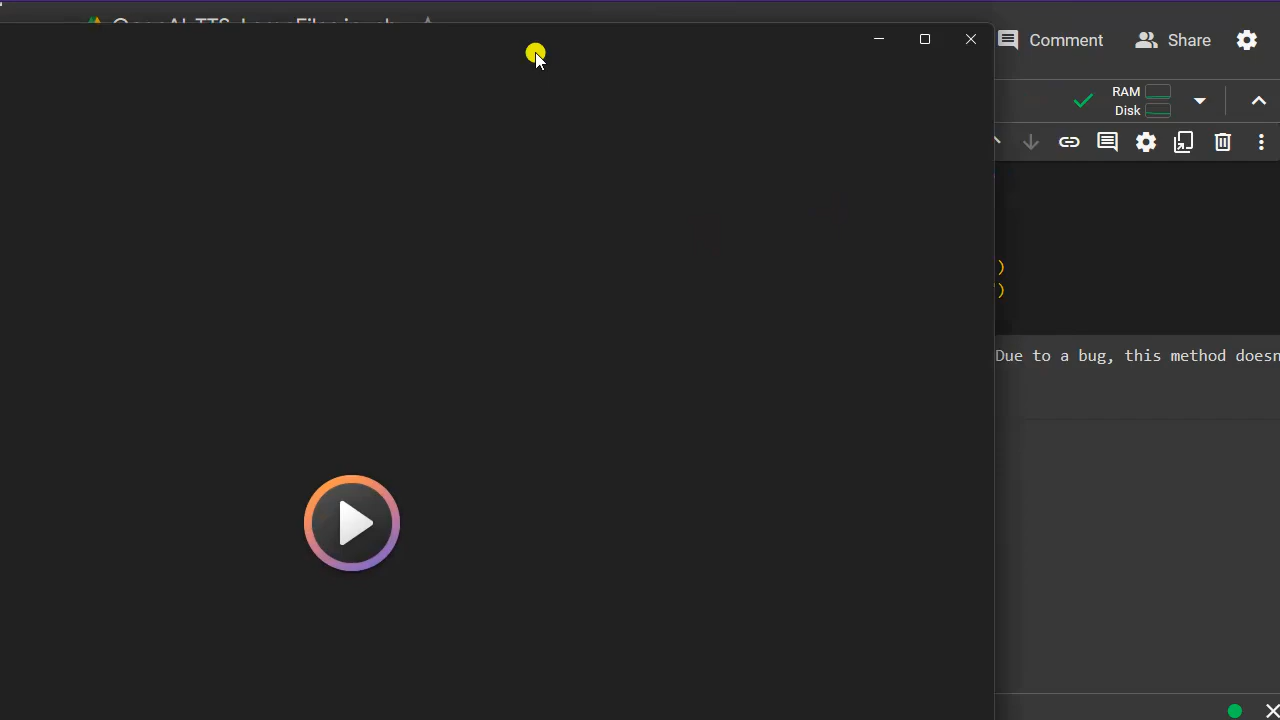 Comment
Share
RAM
Disk
)
)
Due to a bug, this method doesn